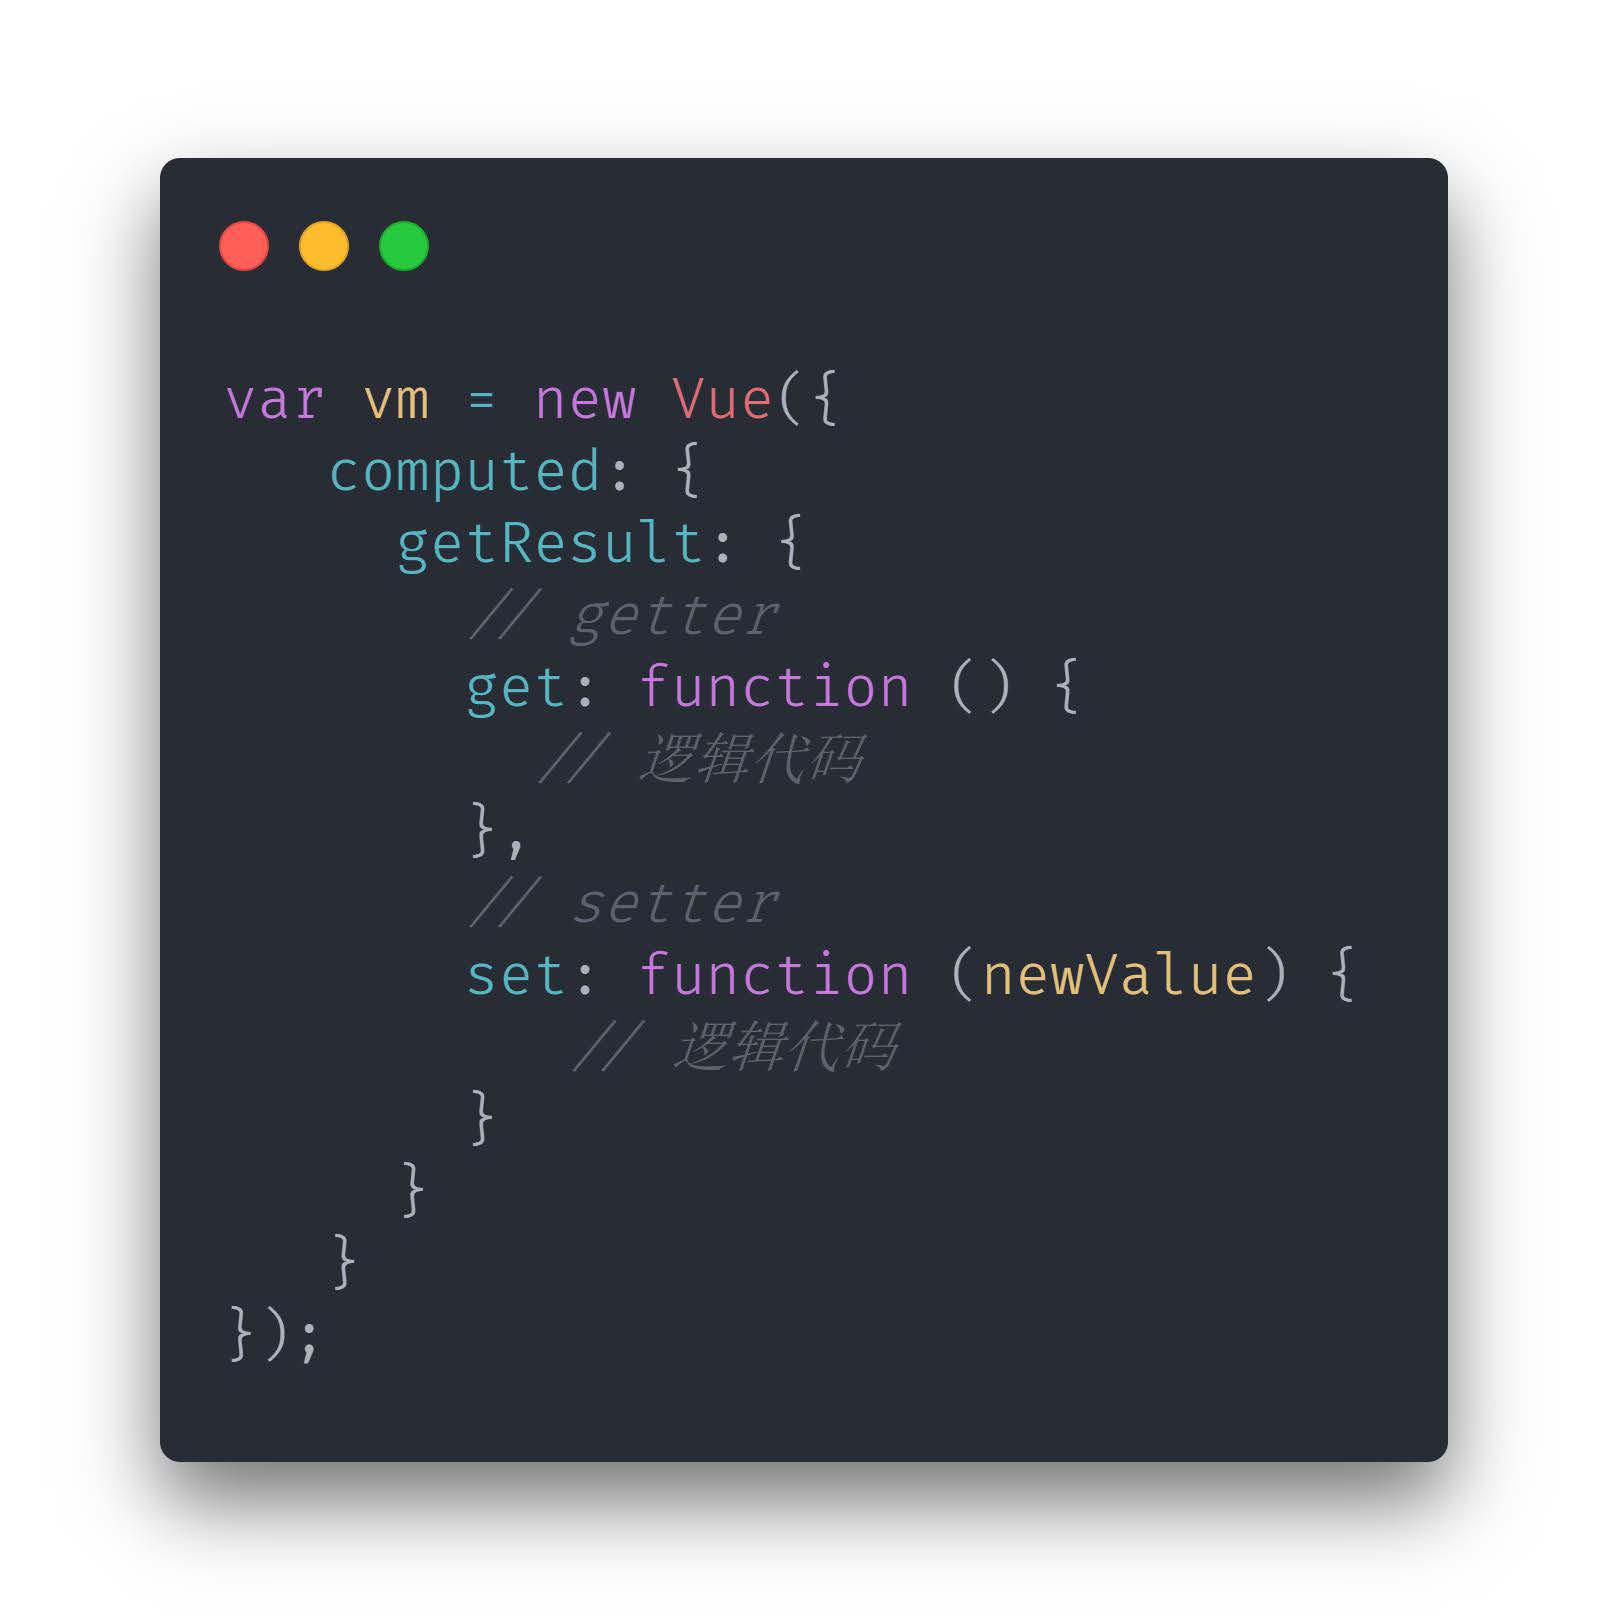 var vm = new Vue({
   computed: {
     getResult: {
       // getter
       get: function () {
         // 逻辑代码
       },
       // setter
       set: function (newValue) {
          // 逻辑代码
       }
     }
   }
});